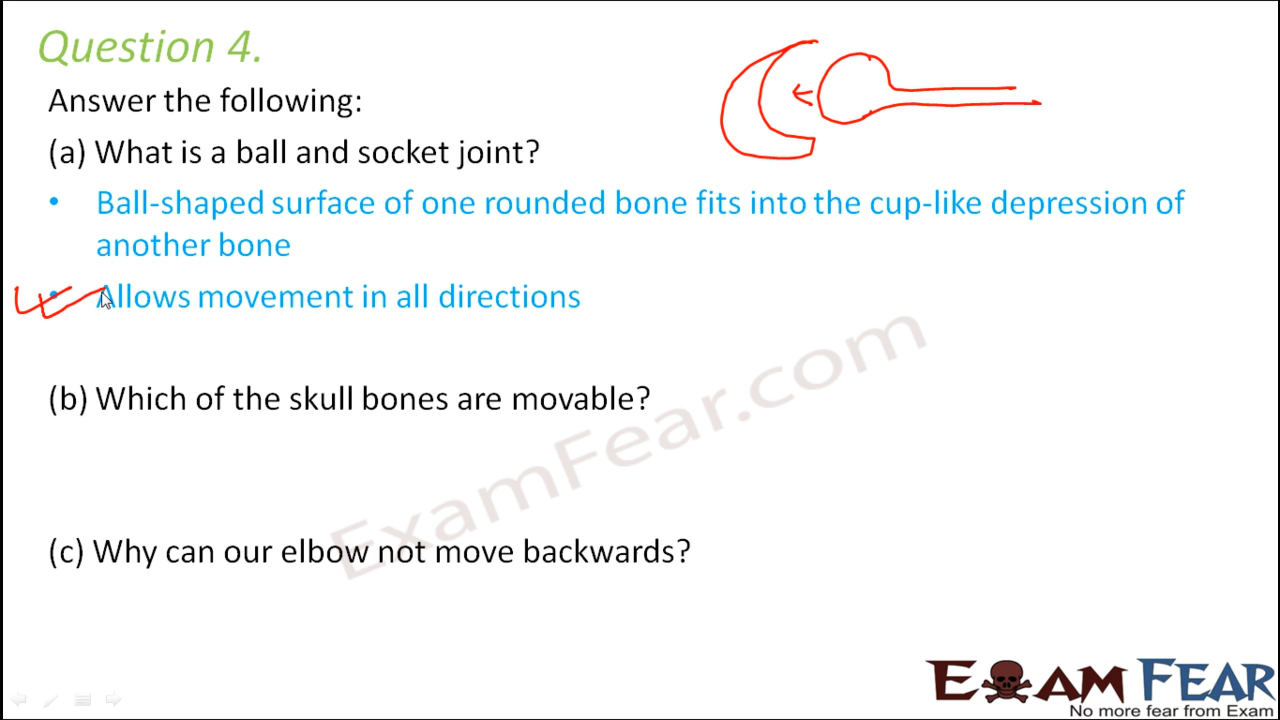 Question 4.
Answer the following:
(a) What is a ball and socket joint?
• Ball-shaped surface of one rounded bone fits into the cup-like depression of
another bone
• Allows movement in all directions
(b) Which of the skull bones are movable?
ExamFear.com
(c) Why can our elbow not move backwards?
EXAM FEAR
No more fear from Exam